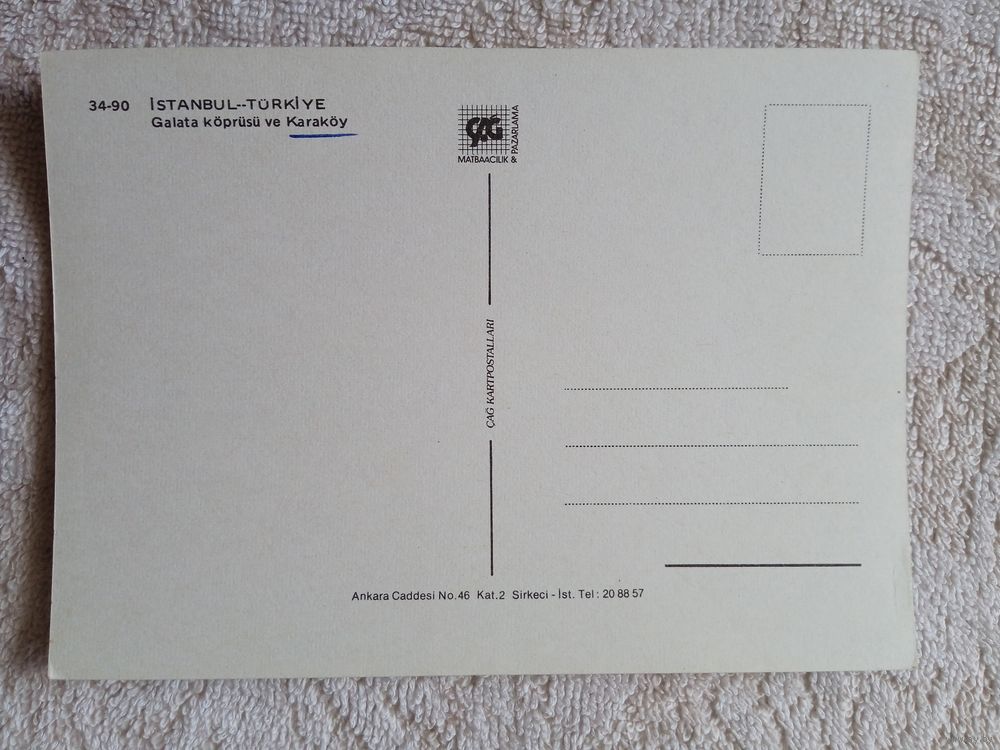 34-90 İSTANBUL--TÜRKİYE
Galata köprüsü ve Karaköy
ÇAĞ
MATBAACILIK &
PAZARLAMA
ÇAĞ KARTPOSTALLARI
Ankara Caddesi No.46 Kat.2 Sirkeci - İst. Tel : 20 88 57